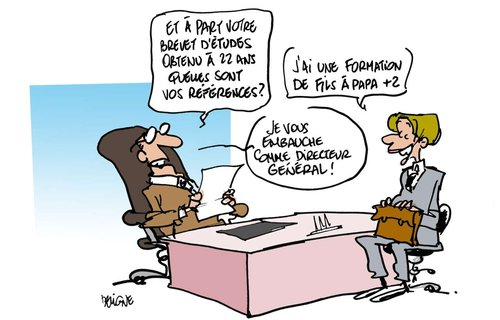 ET À PART VOTRE
BREVET D'ÉTUDES
OBTENU À 22 ANS
QUELLES SONT
VOS RÉFÉRENCES?
J'AI UNE FORMATION
DE FILS À PAPA +2
JE VOUS
EMBAUCHE
COMME DIRECTEUR
GÉNÉRAL!